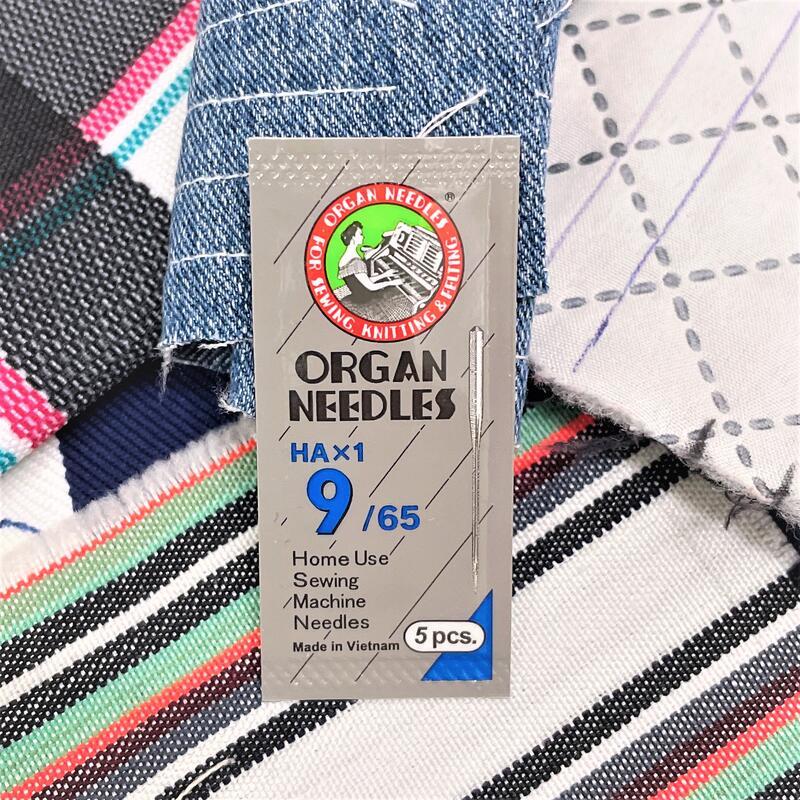 ORGAN NEEDLES ®
FOR SEWING, KNITTING & FELTING
ORGAN
NEEDLES
HA×1
9/65
Home Use
Sewing
Machine
Needles
Made in Vietnam
5 pcs.